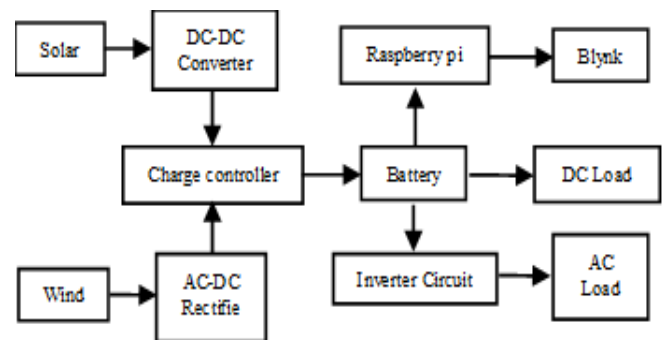 Solar
DC-DC
Converter
Raspberry pi
Blynk
Charge controller
Battery
DC Load
Wind
AC-DC
Rectifie
Inverter Circuit
AC
Load